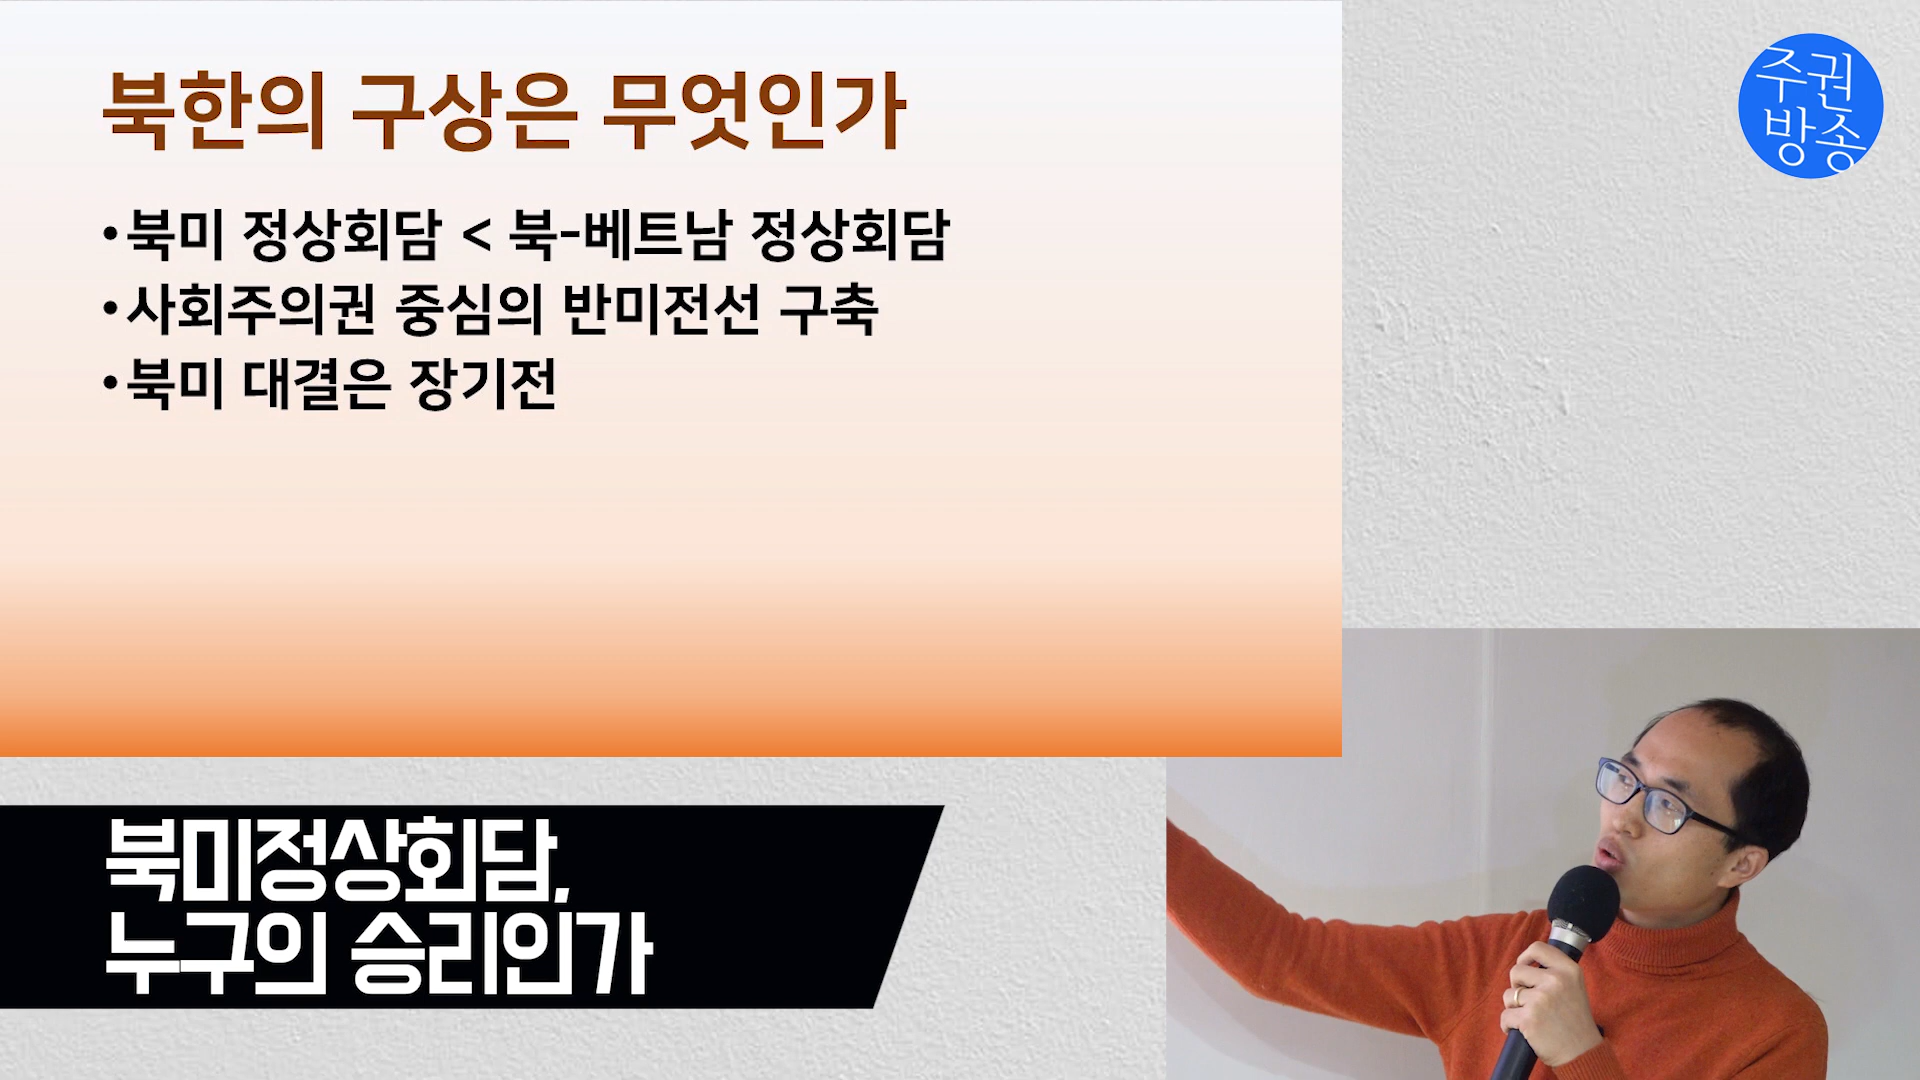 북한의 구상은 무엇인가
•북미 정상회담 < 북-베트남 정상회담
•사회주의권 중심의 반미전선 구축
•북미 대결은 장기전
주권
방송
북미정상회담,
누구의 승리인가